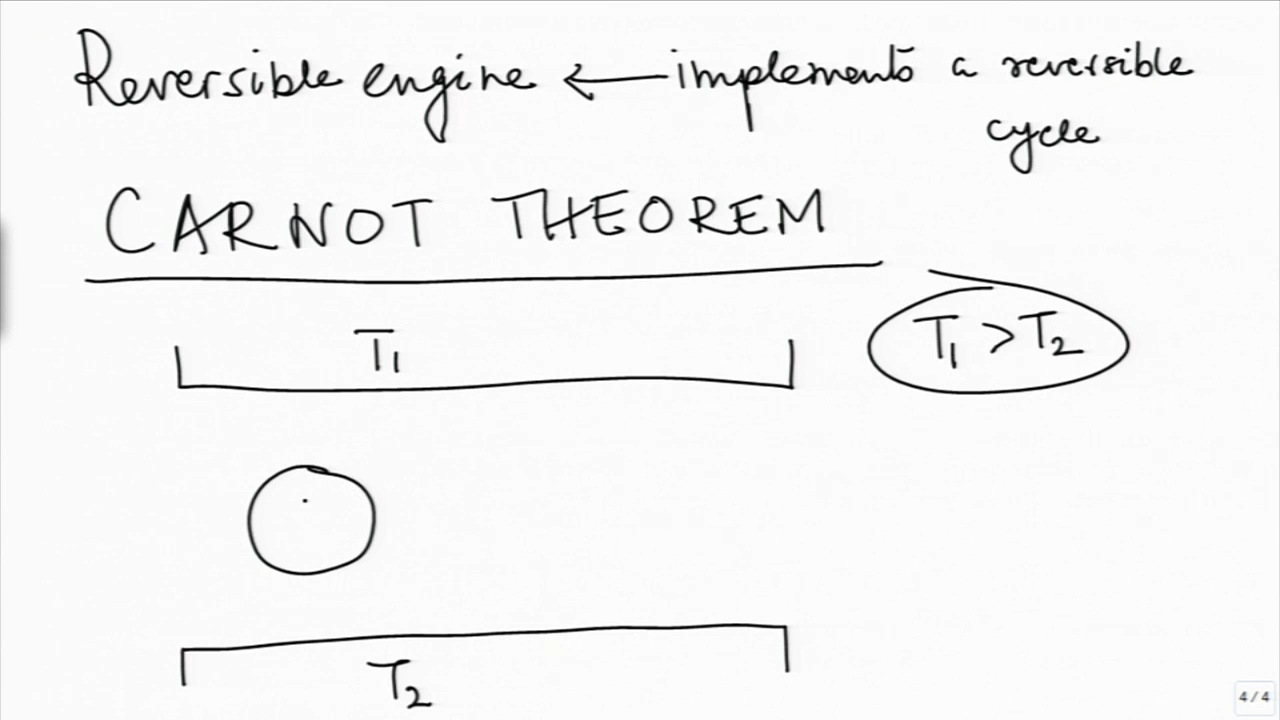 Reversible engine ← implements a reversible
cycle
CARNOT THEOREM
T₁
T₁ > T₂
T₂
4/4